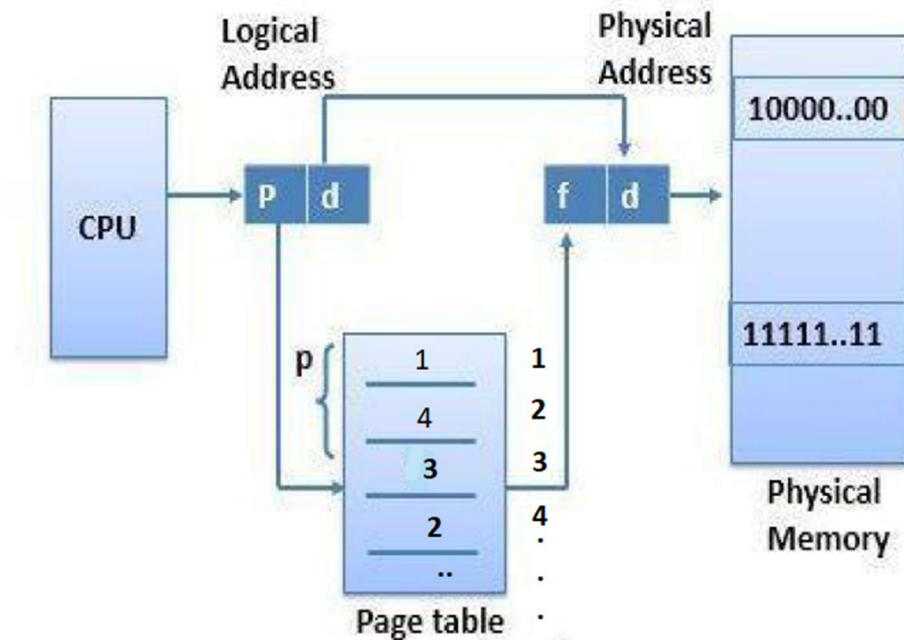 Logical
Address
Physical
Address
10000..00
CPU
P d
f d
11111..11
p
1 1
4 2
3 3
2 4
.. .
.
.
Page table
Physical
Memory